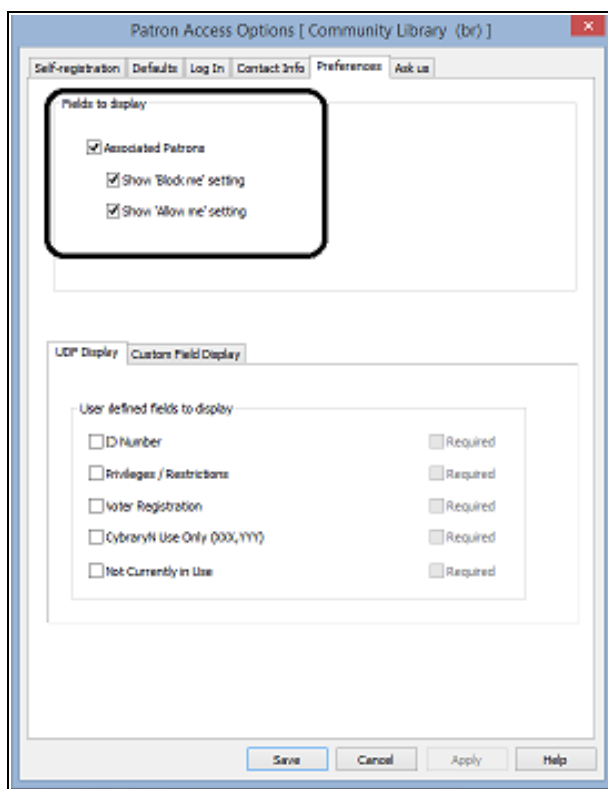 Patron Access Options [ Community Library (br) ]
Self-registration Defaults Log In Contact Info Preferences Ask us
Fields to display
Associated Patrons
Show 'Block me' setting
Show 'Allow me' setting
UDF Display Custom Field Display
User defined fields to display
ID Number Required
Privileges / Restrictions Required
Voter Registration Required
CybraryN Use Only (XXX,YYY) Required
Not Currently in Use Required
Save Cancel Apply Help